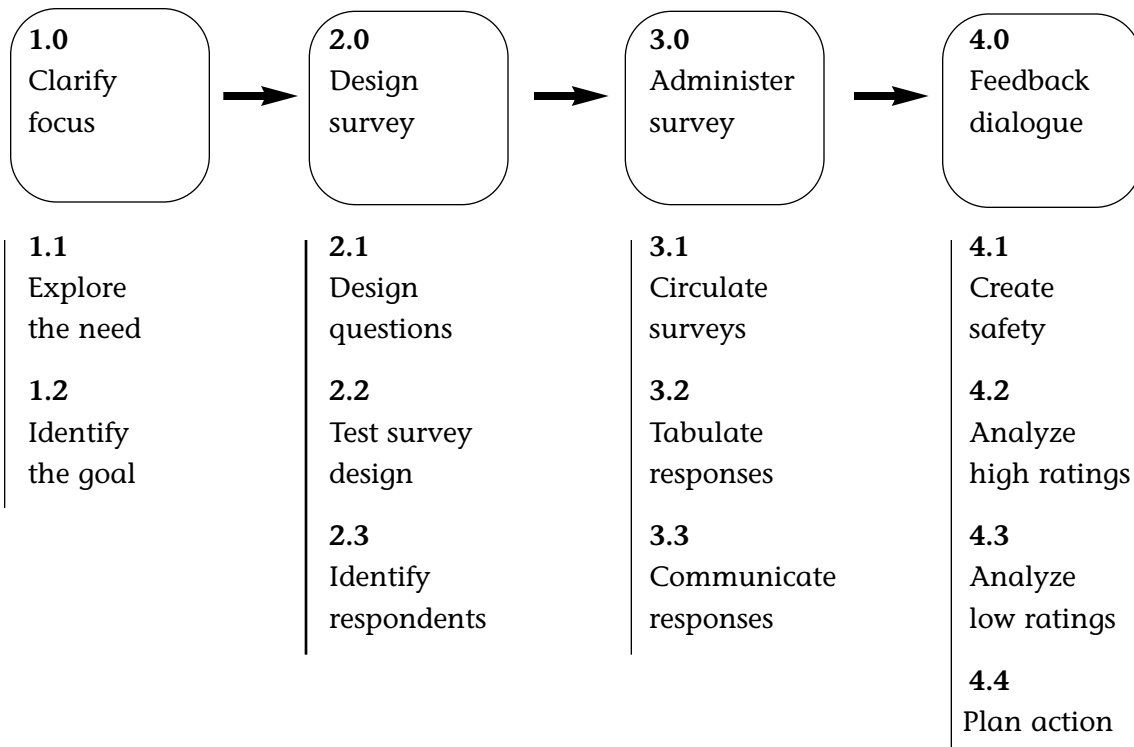 1.0
Clarify
focus
2.0
Design
survey
3.0
Administer
survey
4.0
Feedback
dialogue
1.1
Explore
the need
1.2
Identify
the goal
2.1
Design
questions
2.2
Test survey
design
2.3
Identify
respondents
3.1
Circulate
surveys
3.2
Tabulate
responses
3.3
Communicate
responses
4.1
Create
safety
4.2
Analyze
high ratings
4.3
Analyze
low ratings
4.4
Plan action